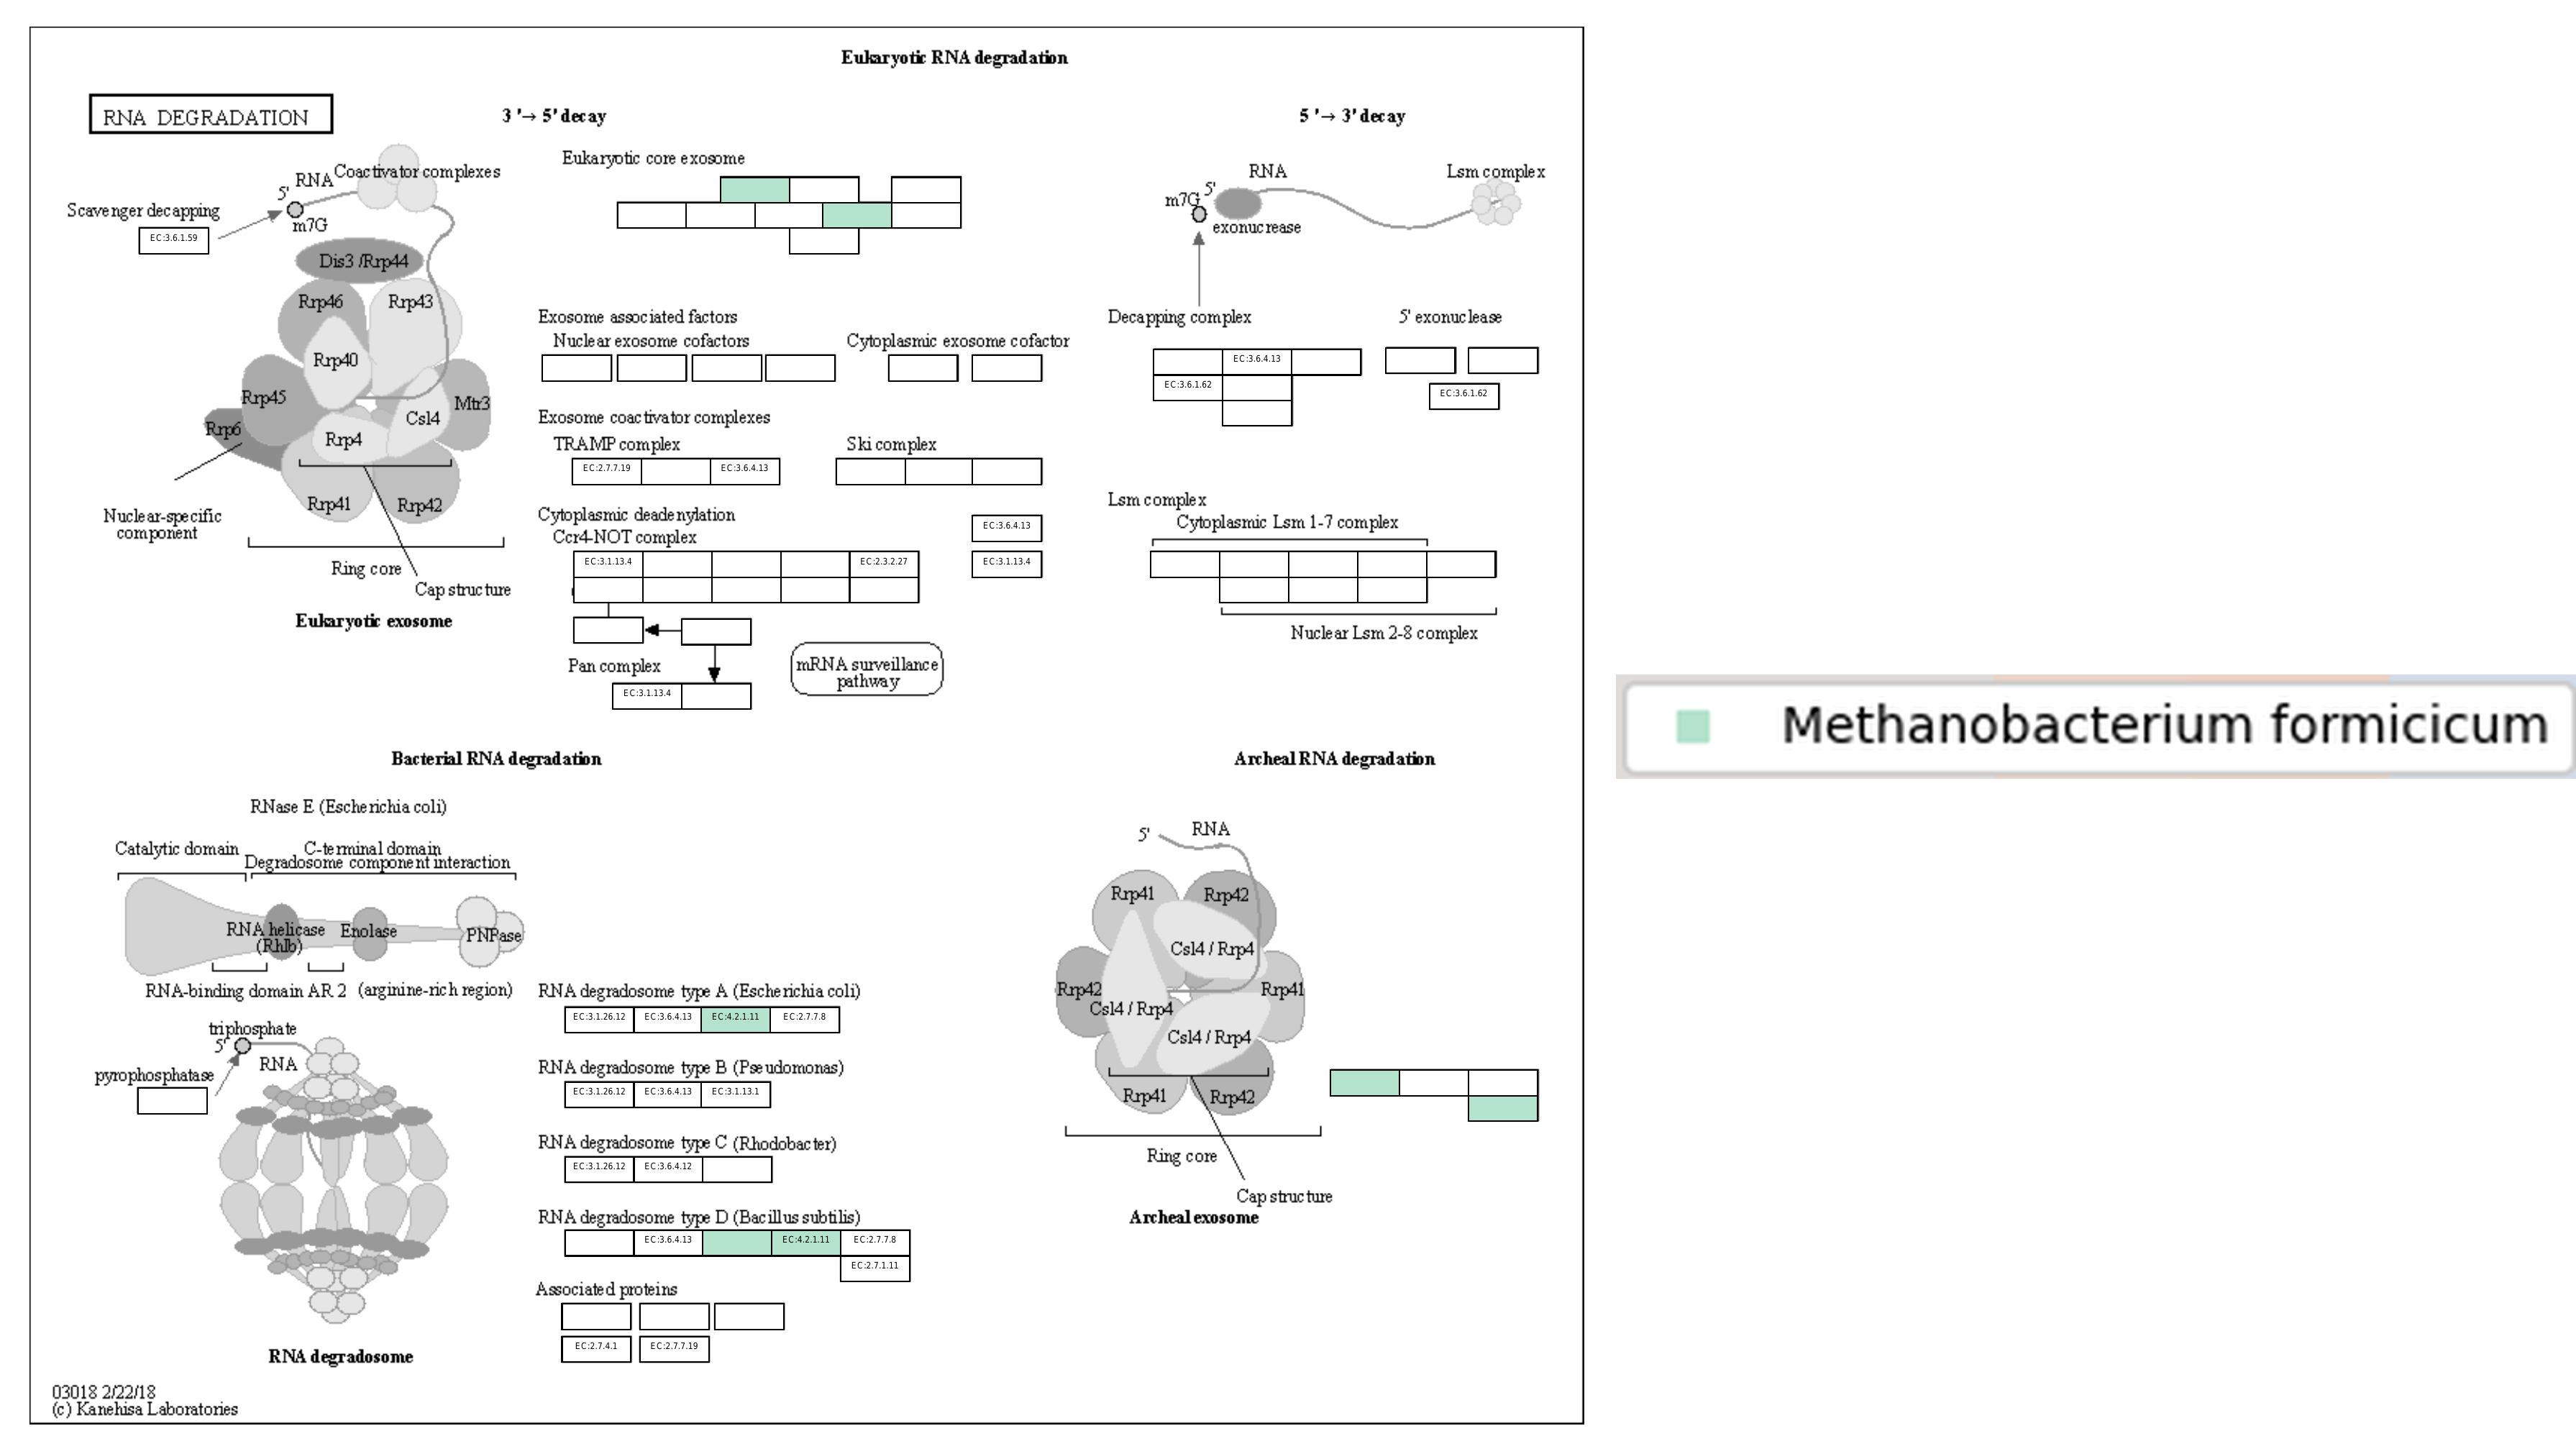 Eukaryotic RNA degradation
RNA DEGRADATION
3 '→ 5' decay
5 '→ 3' decay
Eukaryotic core exosome
Coactivator complexes
RNA
5'
m7G
Scavenger decapping
EC:3.6.1.59
Dis3 /Rrp44
Rrp46
Rrp43
Rrp40
Rrp45
Mtr3
Csl4
Rrp6
Rrp4
Rrp41
Rrp42
Nuclear-specific
component
Ring core
Cap structure
Eukaryotic exosome
RNA
Lsm complex
5'
m7G
exonucrease
Exosome associated factors
Nuclear exosome cofactors
Cytoplasmic exosome cofactor
Exosome coactivator complexes
TRAMP complex
Ski complex
EC:2.7.7.19
EC:3.6.4.13
Cytoplasmic deadenylation
Ccr4-NOT complex
EC:3.6.4.13
EC:3.1.13.4
EC:2.3.2.27
EC:3.1.13.4
Pan complex
EC:3.1.13.4
mRNA surveillance
pathway
Decapping complex
5' exonuclease
EC:3.6.4.13
EC:3.6.1.62
EC:3.6.1.62
Lsm complex
Cytoplasmic Lsm 1-7 complex
Nuclear Lsm 2-8 complex
Methanobacterium formicicum
Bacterial RNA degradation
Archeal RNA degradation
RNase E (Escherichia coli)
Catalytic domain
C-terminal domain
Degradosome component interaction
RNA helicase
(Rhlb)
Enolase
PNPase
RNA-binding domain
AR 2
(arginine-rich region)
triphosphate
5'
RNA
pyrophosphatase
RNA degradosome
RNA degradosome type A (Escherichia coli)
EC:3.1.26.12
EC:3.6.4.13
EC:4.2.1.11
EC:2.7.7.8
RNA degradosome type B (Pseudomonas)
EC:3.1.26.12
EC:3.6.4.13
EC:3.1.13.1
RNA degradosome type C (Rhodobacter)
EC:3.1.26.12
EC:3.6.4.12
RNA degradosome type D (Bacillus subtilis)
EC:3.6.4.13
EC:4.2.1.11
EC:2.7.7.8
EC:2.7.1.11
Associated proteins
EC:2.7.4.1
EC:2.7.7.19
5'
RNA
Rrp41
Rrp42
Csl4 / Rrp4
Rrp42
Rrp41
Csl4 / Rrp4
Csl4 / Rrp4
Rrp41
Rrp42
Ring core
Cap structure
Archeal exosome
03018 2/22/18
(c) Kanehisa Laboratories